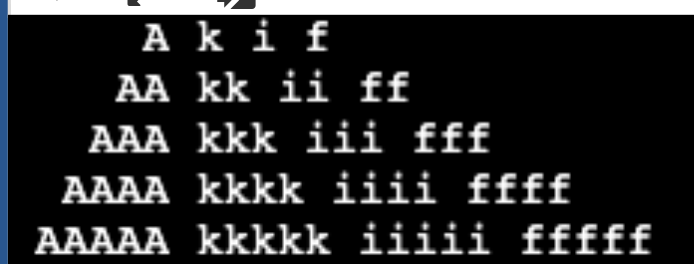 A k i f
AA kk ii ff
AAA kkk iii fff
AAAA kkkk iiii ffff
AAAAA kkkkk iiiii fffff